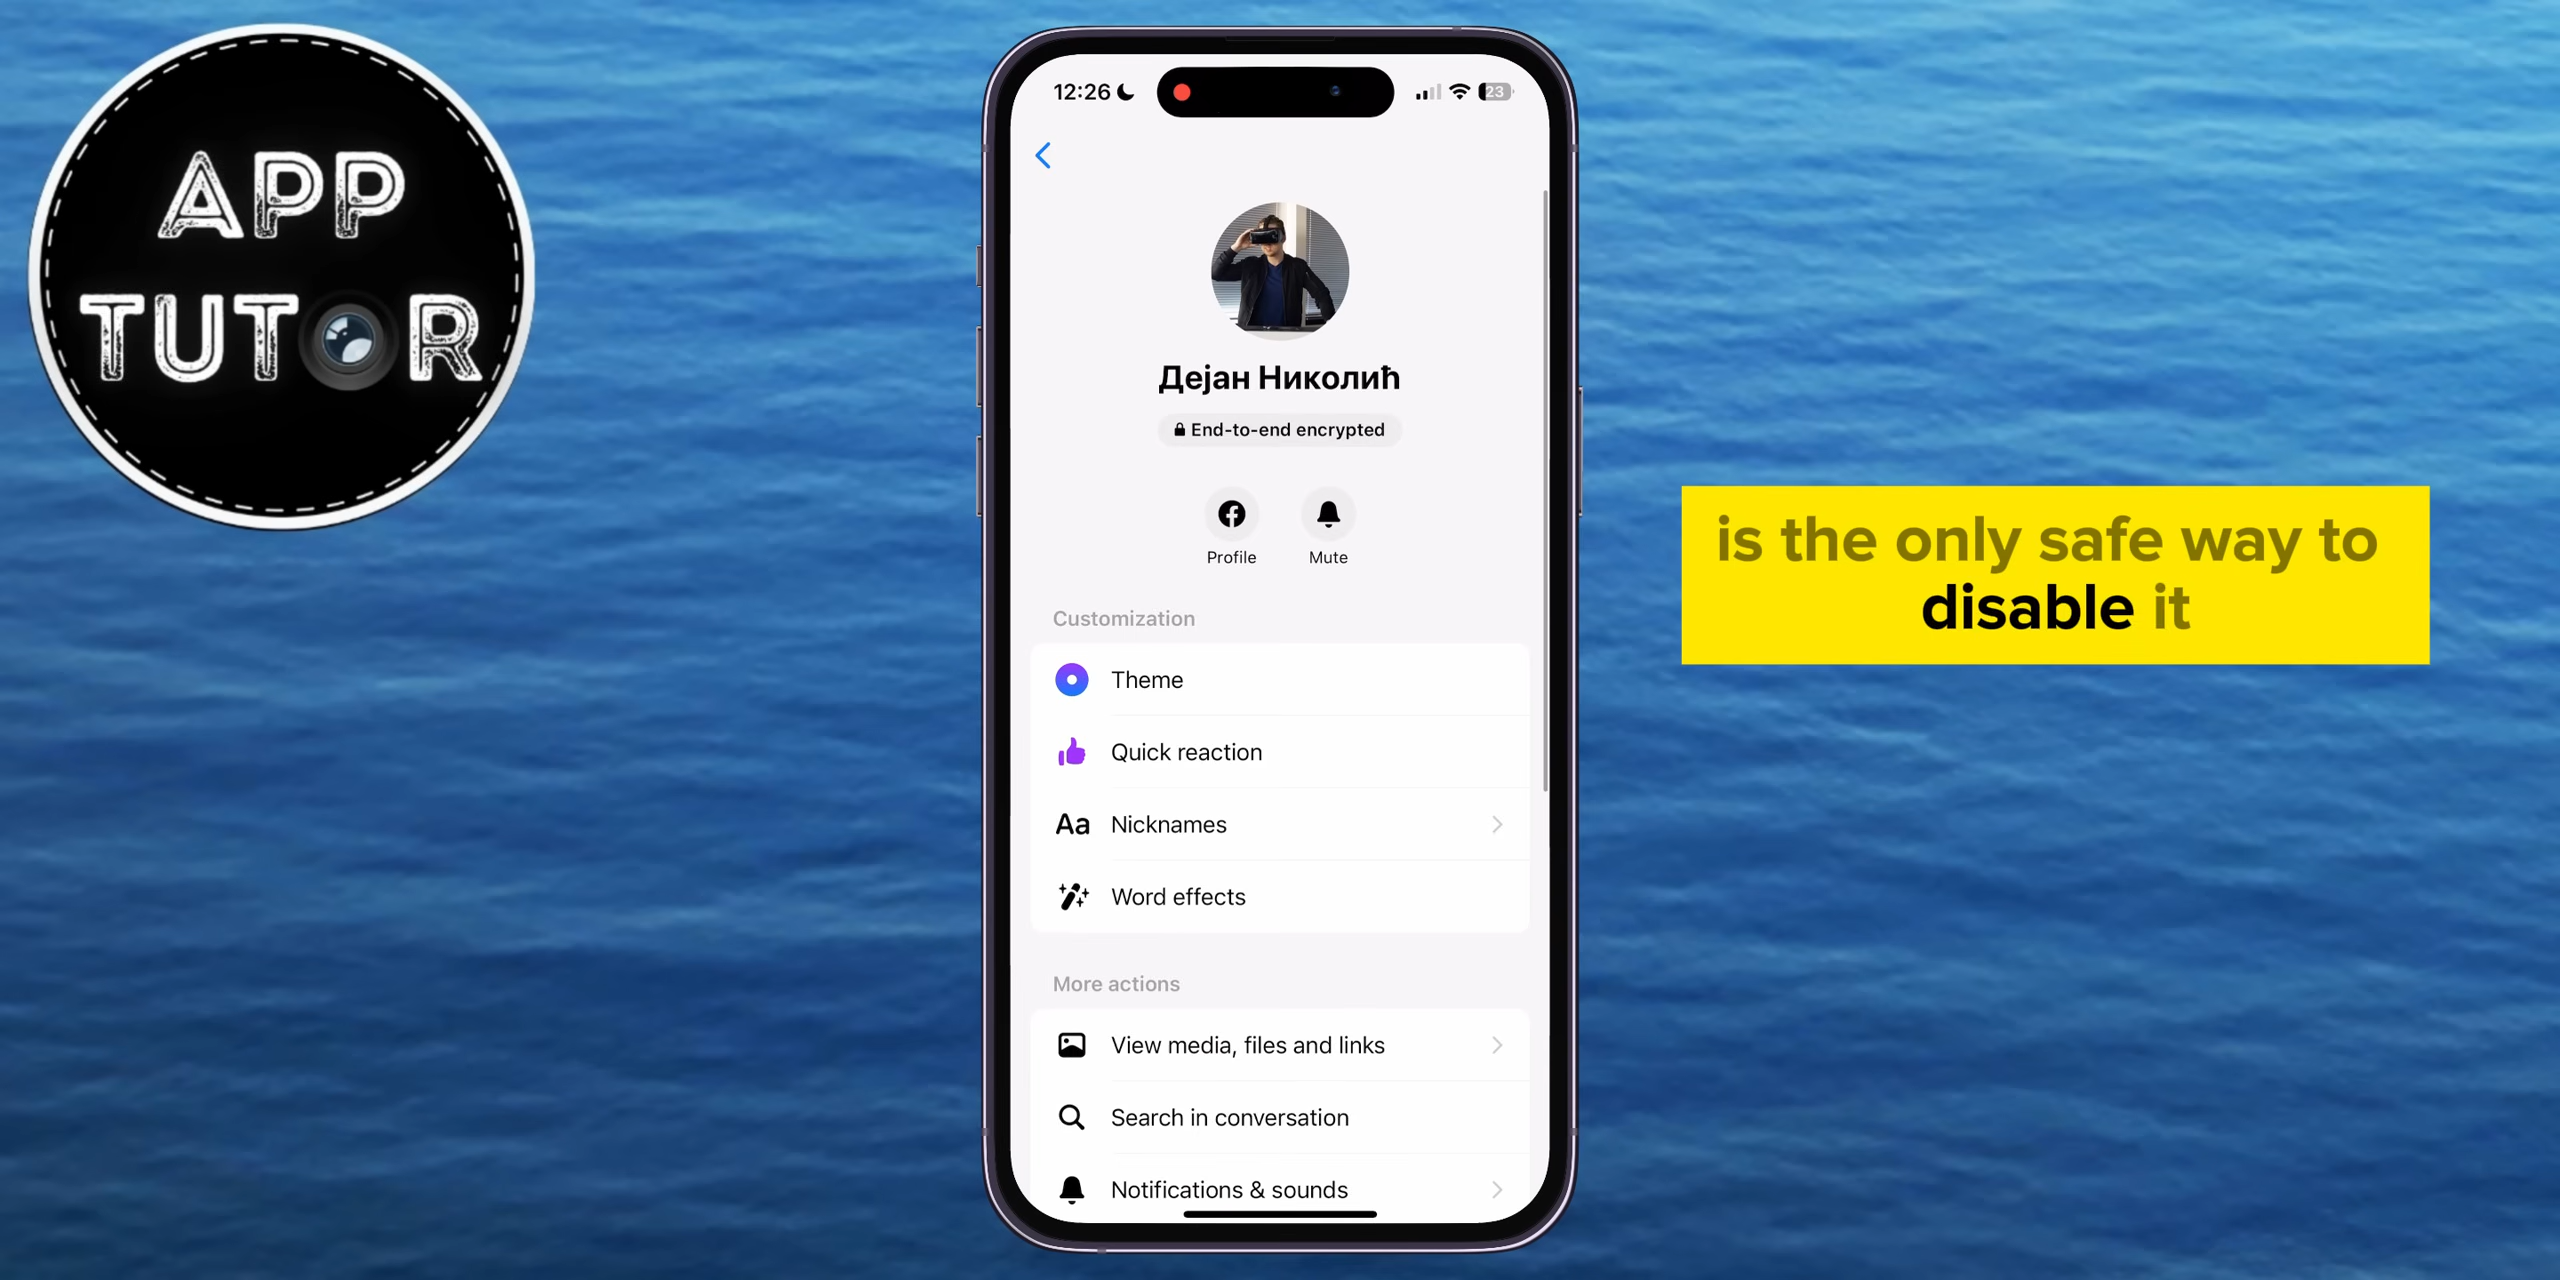 APP
TUTOR
12:26
23
Дејан Николић
End-to-end encrypted
Profile
Mute
Customization
Theme
Quick reaction
Aa Nicknames
Word effects
More actions
View media, files and links
Search in conversation
Notifications & sounds
is the only safe way to
disable it